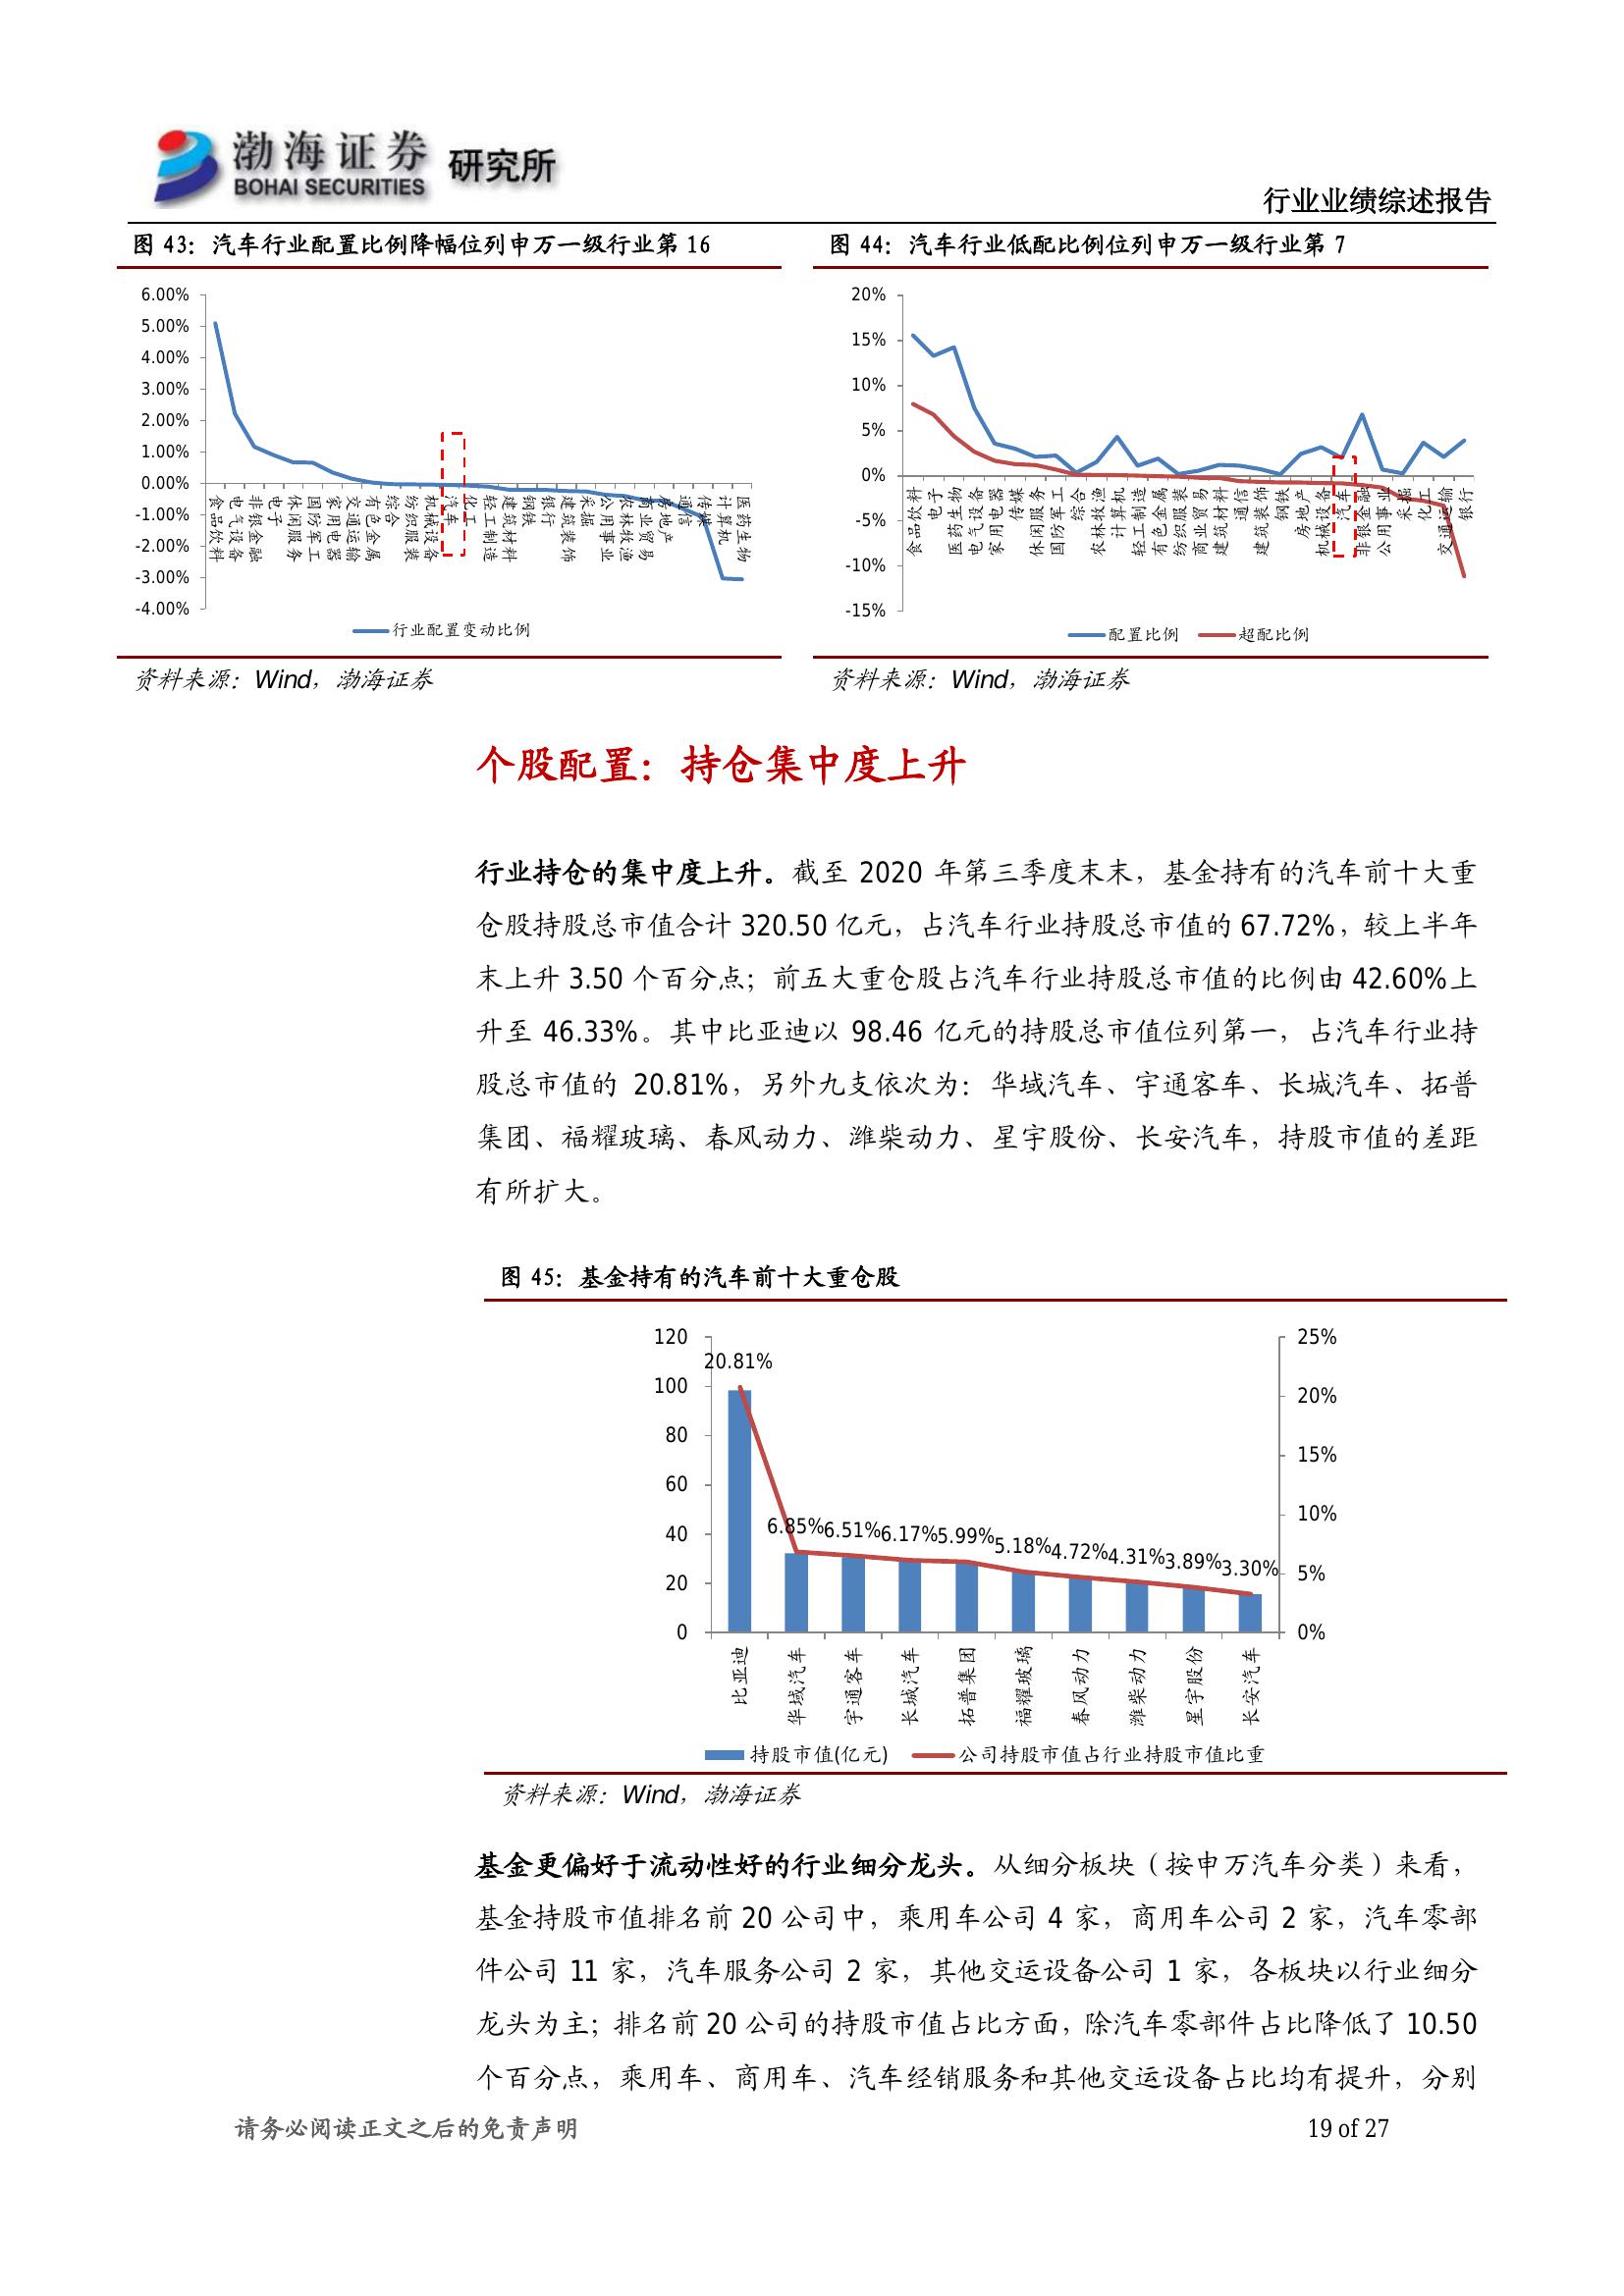 渤海证券 研究所
BOHAI SECURITIES
行业业绩综述报告
图 43：汽车行业配置比例降幅位列申万一级行业第 16
6.00%
5.00%
4.00%
3.00%
2.00%
1.00%
0.00%
-1.00%
-2.00%
-3.00%
-4.00%
食品饮料
电气设备
非银金融
电子
休闲服务
国防军工
家用电器
交通运输
有色金属
综合
纺织服装
机械设备
汽车
化工
轻工制造
建筑材料
钢铁
银行
建筑装饰
采掘
公用事业
农林牧渔
商业贸易
房地产
通信
传媒
计算机
医药生物
行业配置变动比例
资料来源：Wind，渤海证券
图 44：汽车行业低配比例位列申万一级行业第 7
20%
15%
10%
5%
0%
-5%
-10%
-15%
食品饮料
电子
医药生物
电气设备
家用电器
传媒
休闲服务
国防军工
综合
农林牧渔
计算机
轻工制造
有色金属
纺织服装
商业贸易
建筑材料
通信
建筑装饰
钢铁
房地产
机械设备
汽车
非银金融
公用事业
采掘
化工
交通运输
银行
配置比例 超配比例
资料来源：Wind，渤海证券
个股配置：持仓集中度上升
行业持仓的集中度上升。截至 2020 年第三季度末末，基金持有的汽车前十大重
仓股持股总市值合计 320.50 亿元，占汽车行业持股总市值的 67.72%，较上半年
末上升 3.50 个百分点；前五大重仓股占汽车行业持股总市值的比例由 42.60%上
升至 46.33%。其中比亚迪以 98.46 亿元的持股总市值位列第一，占汽车行业持
股总市值的 20.81%，另外九支依次为：华域汽车、宇通客车、长城汽车、拓普
集团、福耀玻璃、春风动力、潍柴动力、星宇股份、长安汽车，持股市值的差距
有所扩大。
图 45：基金持有的汽车前十大重仓股
120
100
80
60
40
20
0
25%
20%
15%
10%
5%
0%
20.81%
6.85%
6.51%
6.17%
5.99%
5.18%
4.72%
4.31%
3.89%
3.30%
比亚迪
华域汽车
宇通客车
长城汽车
拓普集团
福耀玻璃
春风动力
潍柴动力
星宇股份
长安汽车
持股市值(亿元) 公司持股市值占行业持股市值比重
资料来源：Wind，渤海证券
基金更偏好于流动性好的行业细分龙头。从细分板块（按申万汽车分类）来看，
基金持股市值排名前 20 公司中，乘用车公司 4 家，商用车公司 2 家，汽车零部
件公司 11 家，汽车服务公司 2 家，其他交运设备公司 1 家，各板块以行业细分
龙头为主；排名前 20 公司的持股市值占比方面，除汽车零部件占比降低了 10.50
个百分点，乘用车、商用车、汽车经销服务和其他交运设备占比均有提升，分别
请务必阅读正文之后的免责声明
19 of 27